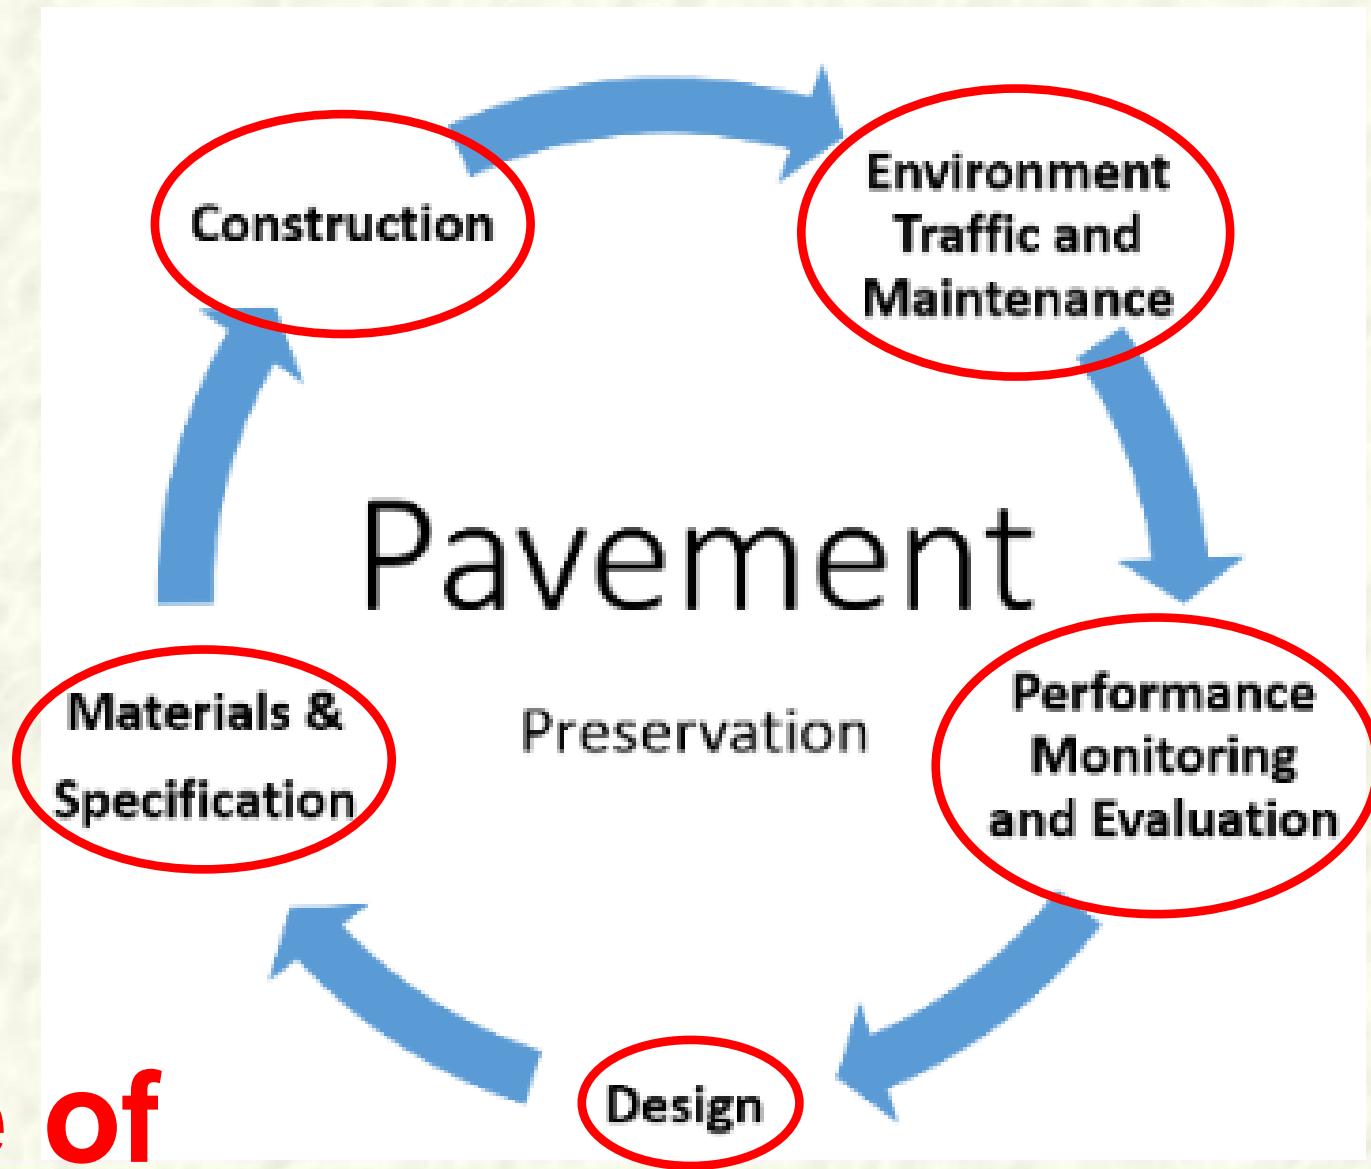 Construction
Environment
Traffic and
Maintenance
Pavement
Preservation
Materials &
Specification
Performance
Monitoring
and Evaluation
Design
of